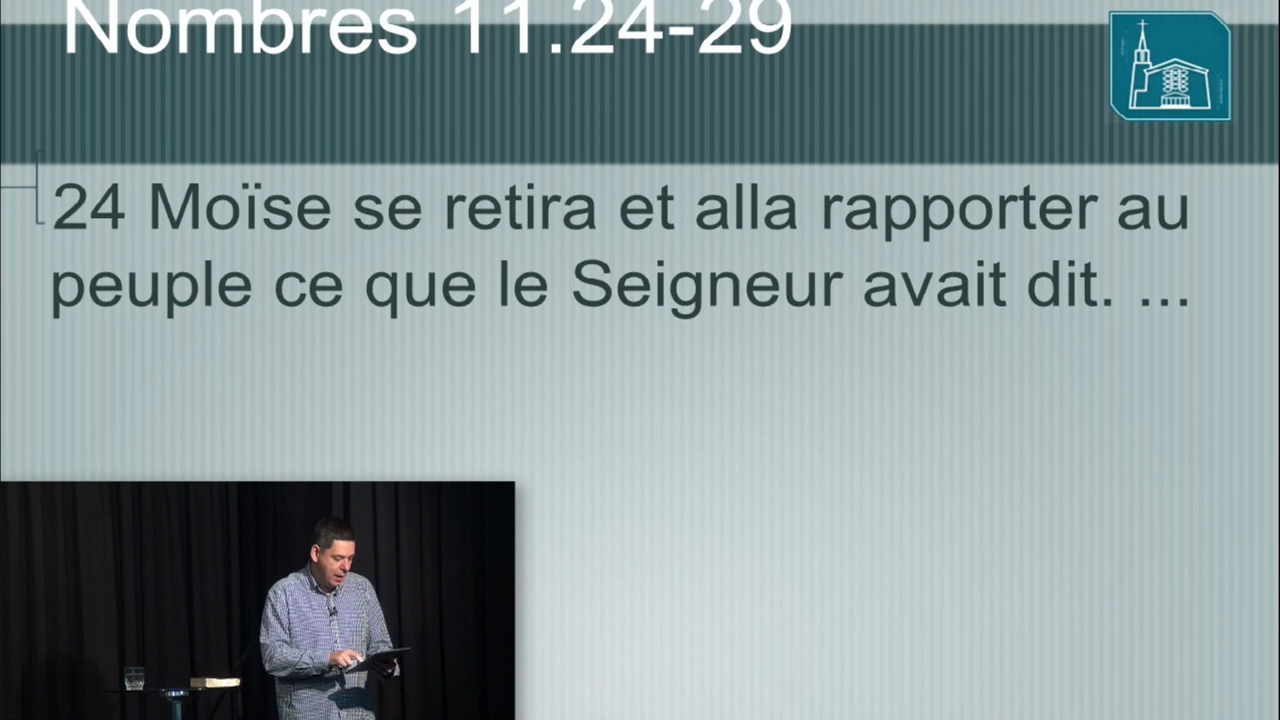 Nombres 11.24-29
24 Moïse se retira et alla rapporter au
peuple ce que le Seigneur avait dit. ...